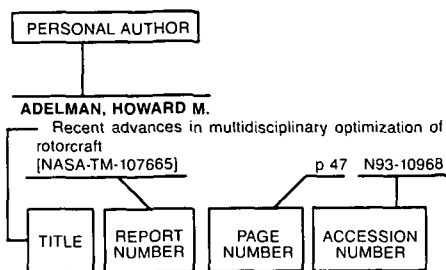 PERSONAL AUTHOR
ADELMAN, HOWARD M.
Recent advances in multidisciplinary optimization of
rotorcraft
[NASA-TM-107665] p 47 N93-10968
TITLE
REPORT
NUMBER
PAGE
NUMBER
ACCESSION
NUMBER